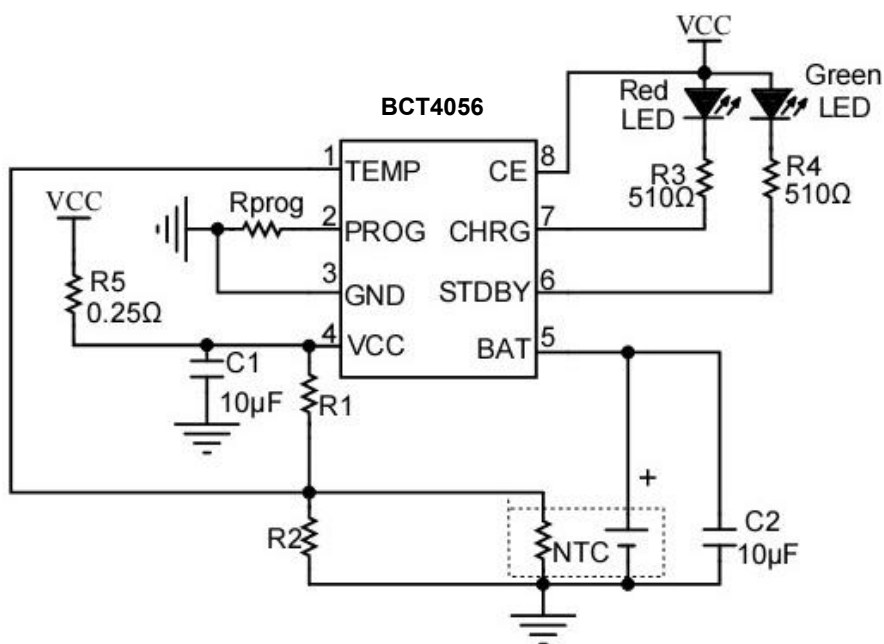 VCC
Red
LED
Green
LED
BCT4056
1
TEMP
CE
8
R3
510Ω
R4
510Ω
VCC
Rprog
2
PROG
CHRG
7
3
GND
STDBY
6
R5
0.25Ω
4
VCC
BAT
5
C1
10µF
R1
+
R2
NTC
C2
10µF